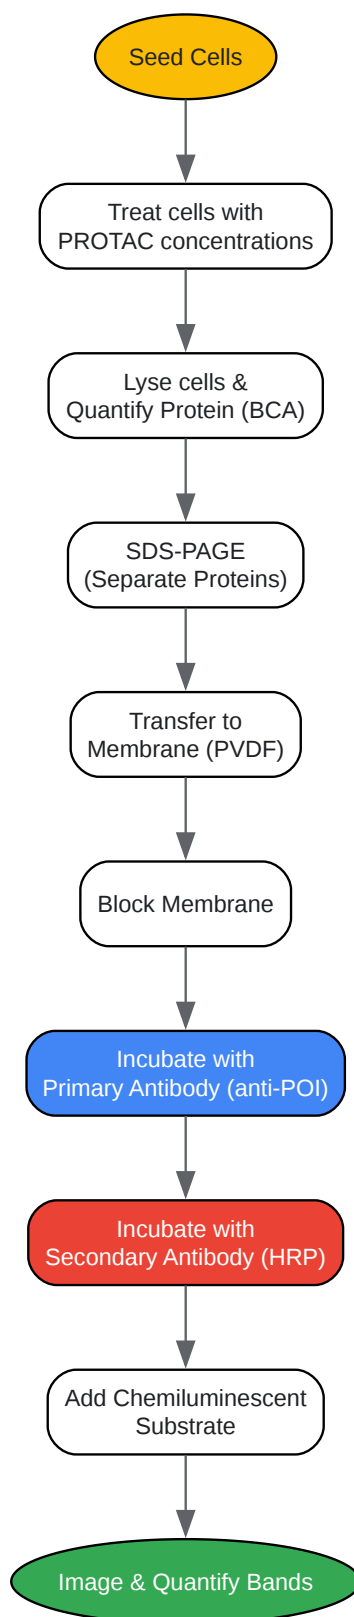 Seed Cells
Treat cells with
PROTAC concentrations
Lyse cells &
Quantify Protein (BCA)
SDS-PAGE
(Separate Proteins)
Transfer to
Membrane (PVDF)
Block Membrane
Incubate with
Primary Antibody (anti-POI)
Incubate with
Secondary Antibody (HRP)
Add Chemiluminescent
Substrate
Image & Quantify Bands